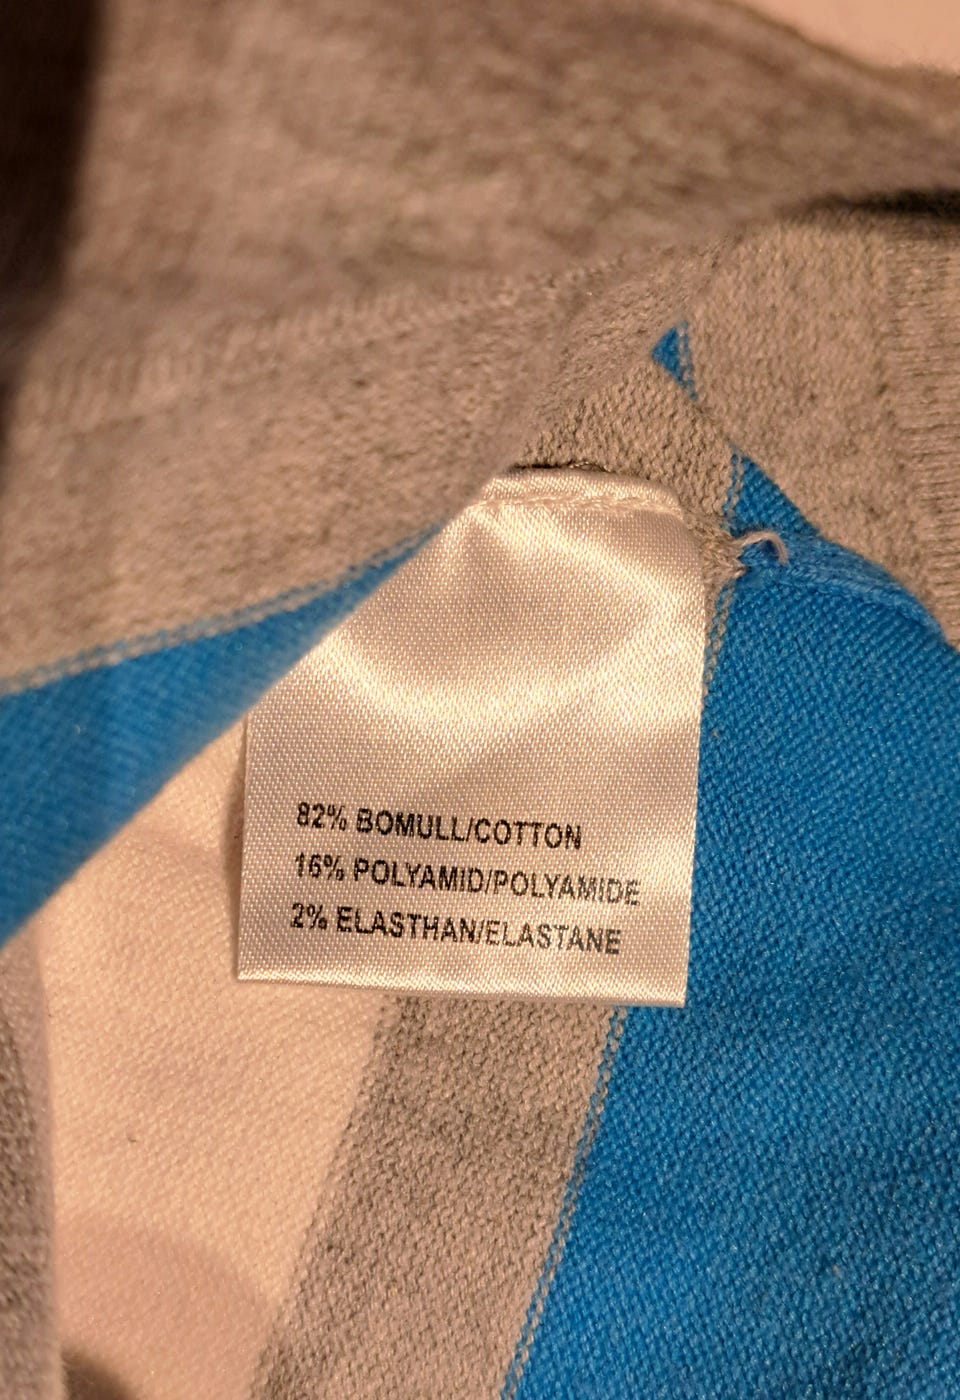 82% BOMULL/COTTON
16% POLYAMID/POLYAMIDE
2% ELASTHAN/ELASTANE